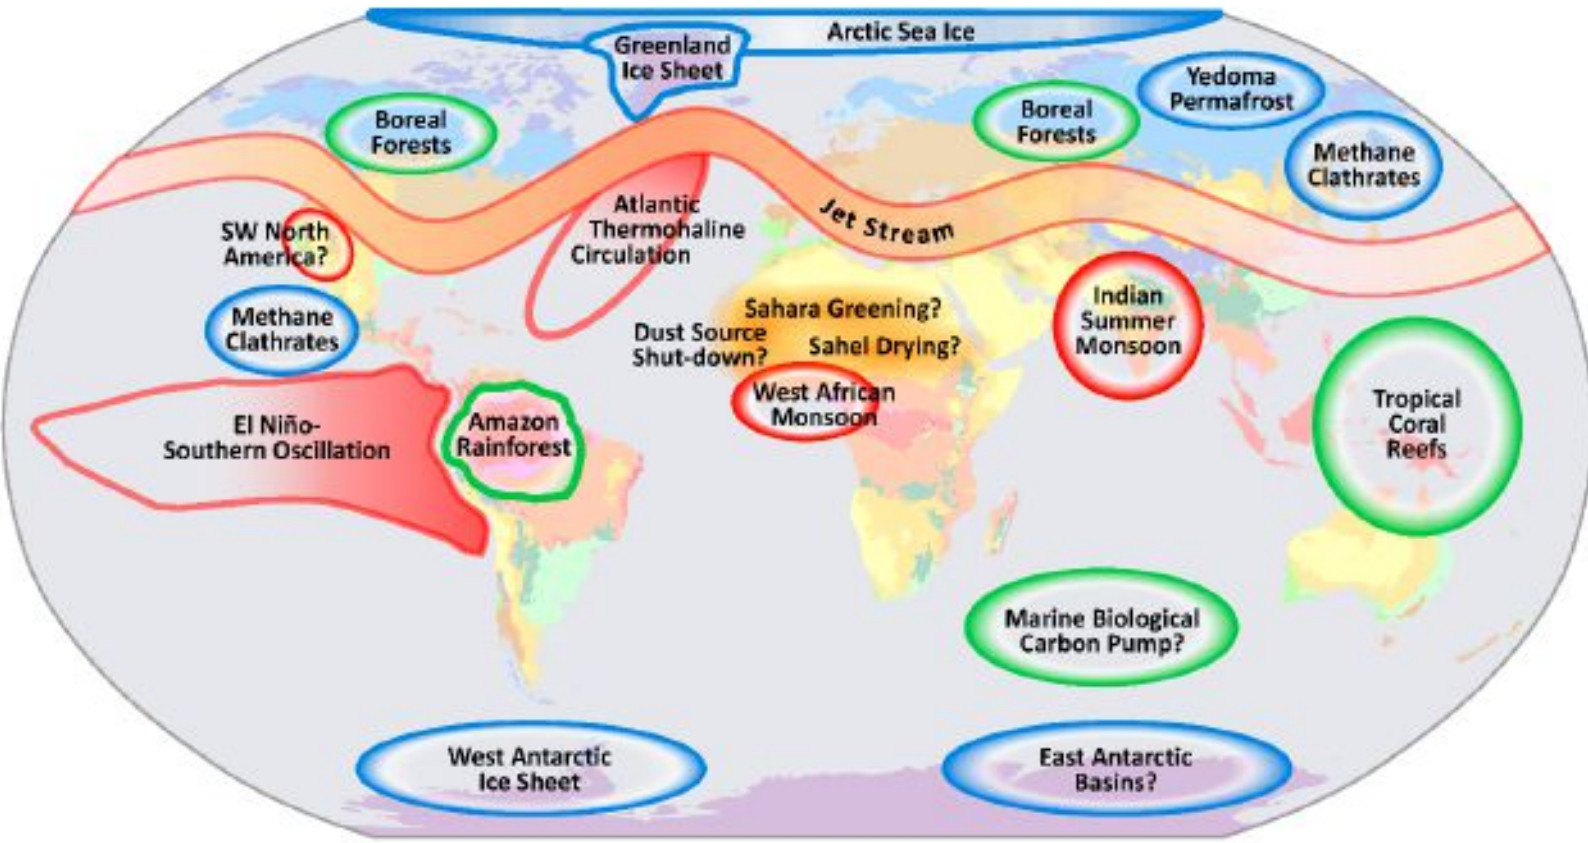 Arctic Sea Ice
Greenland
Ice Sheet
Yedoma
Permafrost
Boreal
Forests
Boreal
Forests
Methane
Clathrates
Jet Stream
Atlantic
Thermohaline
Circulation
SW North
America?
Methane
Clathrates
Sahara Greening?
Dust Source
Shut-down?
Sahel Drying?
Indian
Summer
Monsoon
West African
Monsoon
El Niño-
Southern Oscillation
Amazon
Rainforest
Tropical
Coral
Reefs
Marine Biological
Carbon Pump?
West Antarctic
Ice Sheet
East Antarctic
Basins?